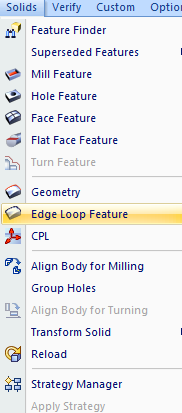 Solids Verify Custom Optio
Feature Finder
Superseded Features
Mill Feature
Hole Feature
Face Feature
Flat Face Feature
Turn Feature
Geometry
Edge Loop Feature
CPL
Align Body for Milling
Group Holes
Align Body for Turning
Transform Solid
Reload
Strategy Manager
Apply Strategy